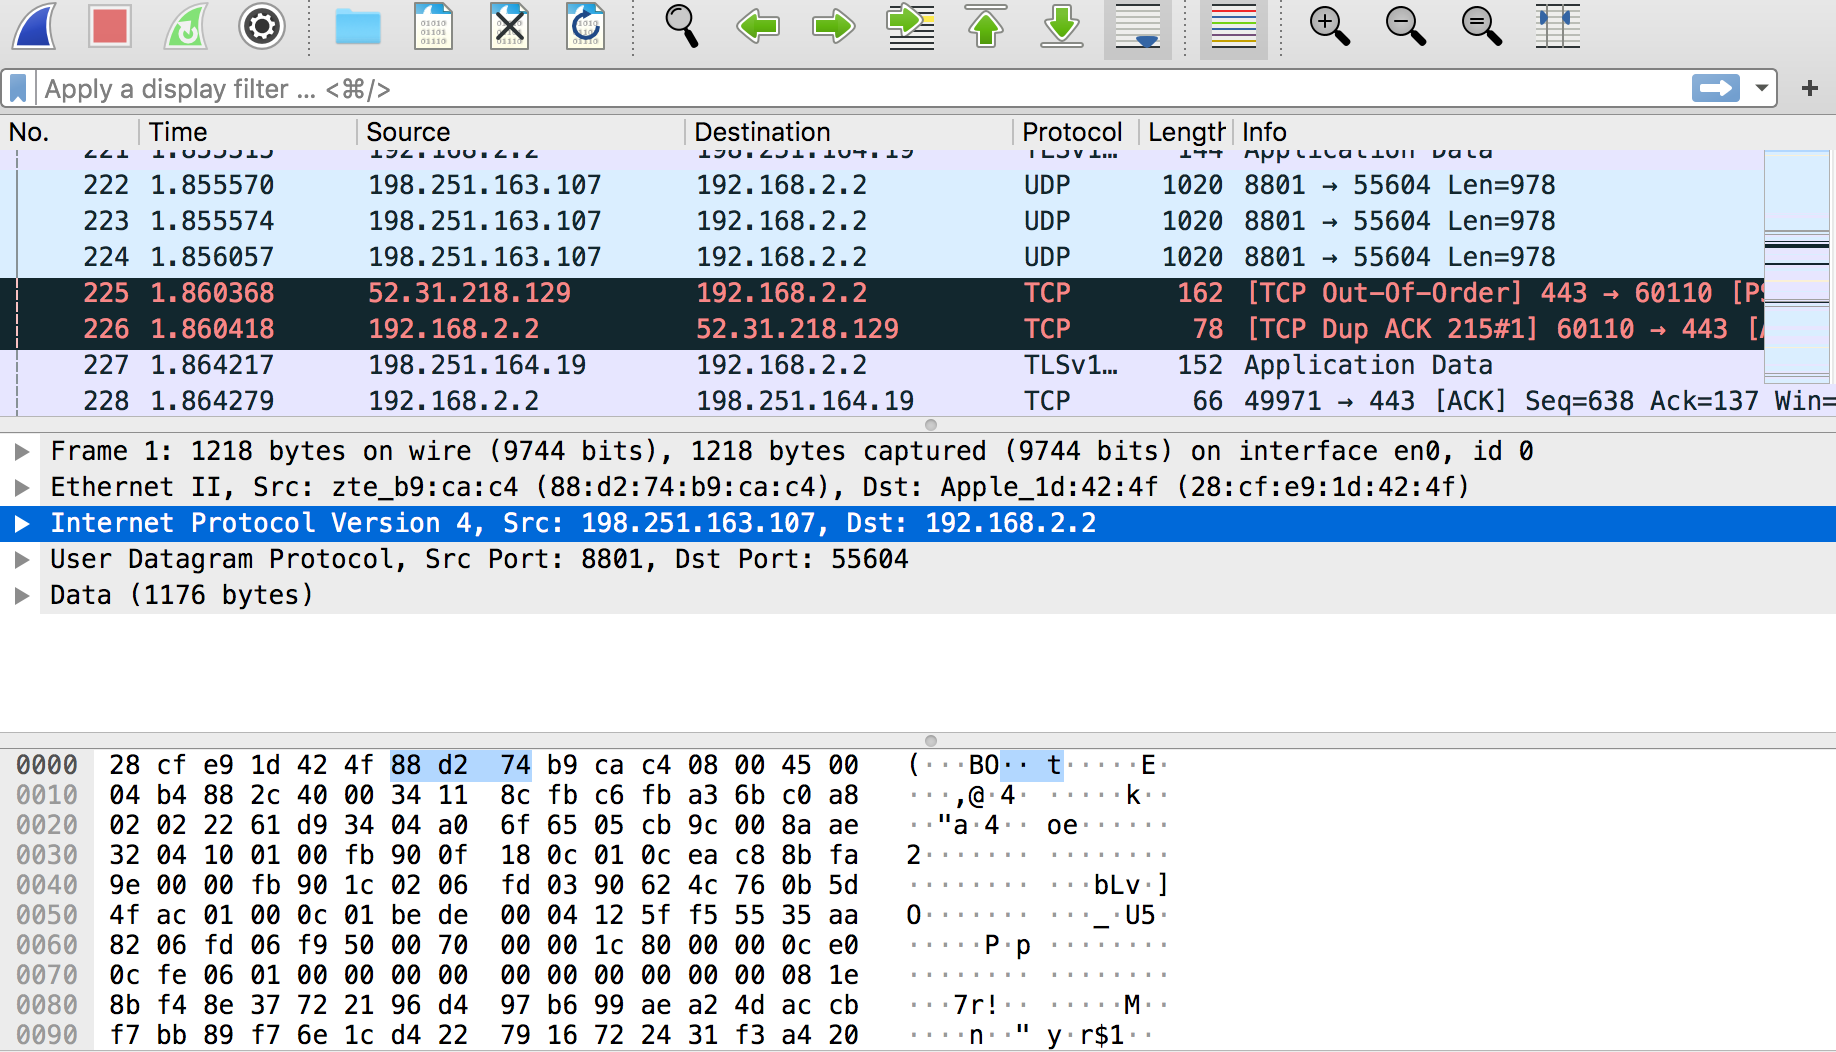 Apply a display filter ... <⌘/>
No. Time Source Destination Protocol Length Info
221 1.855315 192.168.2.2 198.251.164.19 TLSv1… 144 Application Data
222 1.855570 198.251.163.107 192.168.2.2 UDP 1020 8801 → 55604 Len=978
223 1.855574 198.251.163.107 192.168.2.2 UDP 1020 8801 → 55604 Len=978
224 1.856057 198.251.163.107 192.168.2.2 UDP 1020 8801 → 55604 Len=978
225 1.860368 52.31.218.129 192.168.2.2 TCP 162 [TCP Out-Of-Order] 443 → 60110 [PS
226 1.860418 192.168.2.2 52.31.218.129 TCP 78 [TCP Dup ACK 215#1] 60110 → 443 [A
227 1.864217 198.251.164.19 192.168.2.2 TLSv1… 152 Application Data
228 1.864279 192.168.2.2 198.251.164.19 TCP 66 49971 → 443 [ACK] Seq=638 Ack=137 Win=
Frame 1: 1218 bytes on wire (9744 bits), 1218 bytes captured (9744 bits) on interface en0, id 0
Ethernet II, Src: zte_b9:ca:c4 (88:d2:74:b9:ca:c4), Dst: Apple_1d:42:4f (28:cf:e9:1d:42:4f)
Internet Protocol Version 4, Src: 198.251.163.107, Dst: 192.168.2.2
User Datagram Protocol, Src Port: 8801, Dst Port: 55604
Data (1176 bytes)
0000 28 cf e9 1d 42 4f 88 d2 74 b9 ca c4 08 00 45 00 (···BO·· t·····E·
0010 04 b4 88 2c 40 00 34 11 8c fb c6 fb a3 6b c0 a8 ···,@·4· ·····k··
0020 02 02 22 61 d9 34 04 a0 6f 65 05 cb 9c 00 8a ae ··"a·4·· oe······
0030 32 04 10 01 00 fb 90 0f 18 0c 01 0c ea c8 8b fa 2······· ········
0040 9e 00 00 fb 90 1c 02 06 fd 03 90 62 4c 76 0b 5d ········ ···bLv·]
0050 4f ac 01 00 0c 01 be de 00 04 12 5f f5 55 35 aa O······· ···_·U5·
0060 82 06 fd 06 f9 50 00 70 00 00 1c 80 00 00 0c e0 ·····P·p ········
0070 0c fe 06 01 00 00 00 00 00 00 00 00 00 00 08 1e ········ ········
0080 8b f4 8e 37 72 21 96 d4 97 b6 99 ae a2 4d ac cb ···7r!·· ·····M··
0090 f7 bb 89 f7 6e 1c d4 22 79 16 72 24 31 f3 a4 20 ····n··" y·r$1··